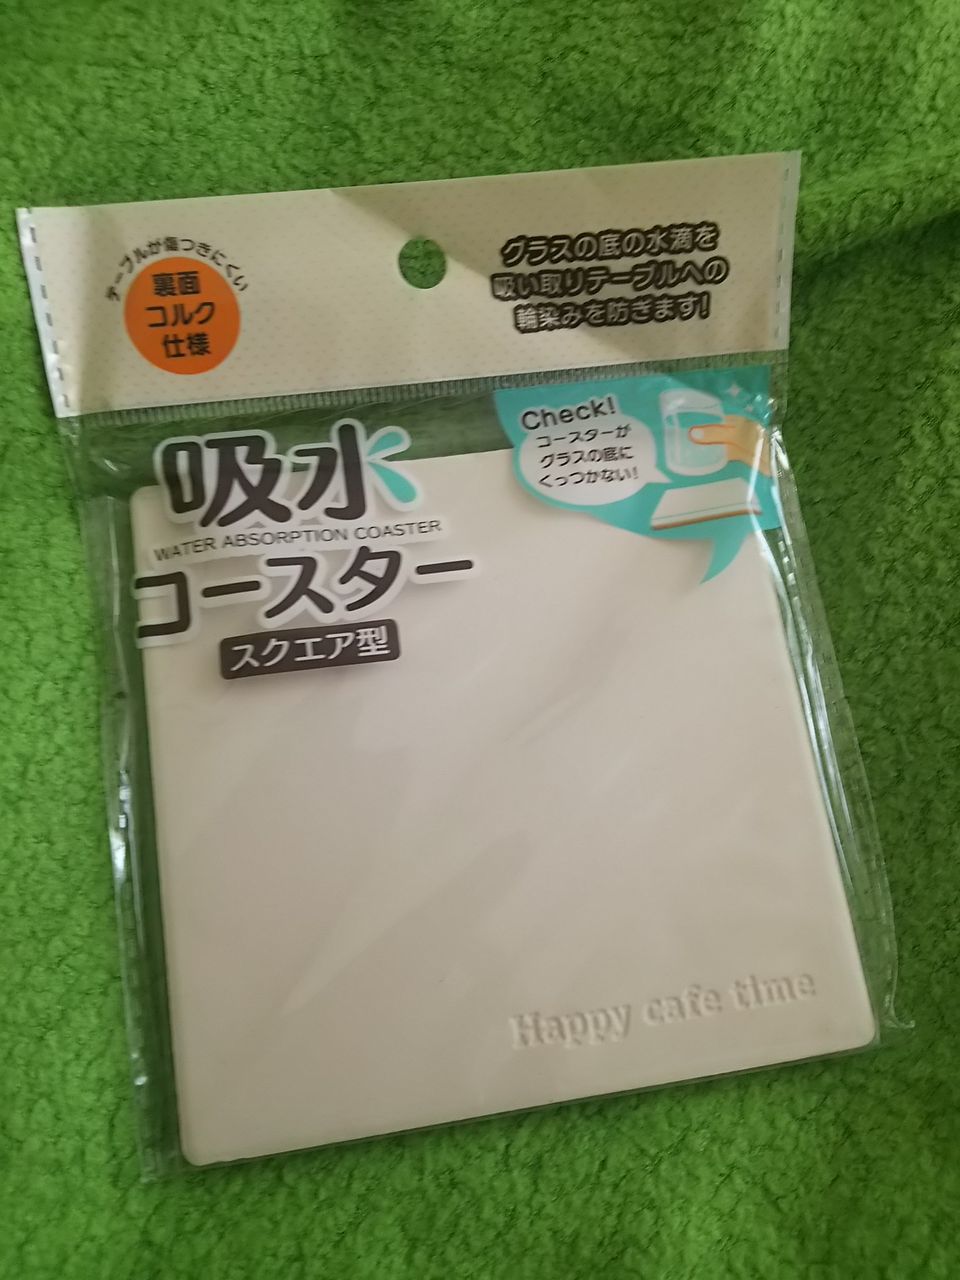 テーブルが傷つきにくい
裏面
コルク
仕様
グラスの底の水滴を
吸い取りテーブルへの
輪染みを防ぎます!
Check!
コースターが
グラスの底に
くっつかない!
吸水
WATER ABSORPTION COASTER
コースター
スクエア型
Happy cafe time